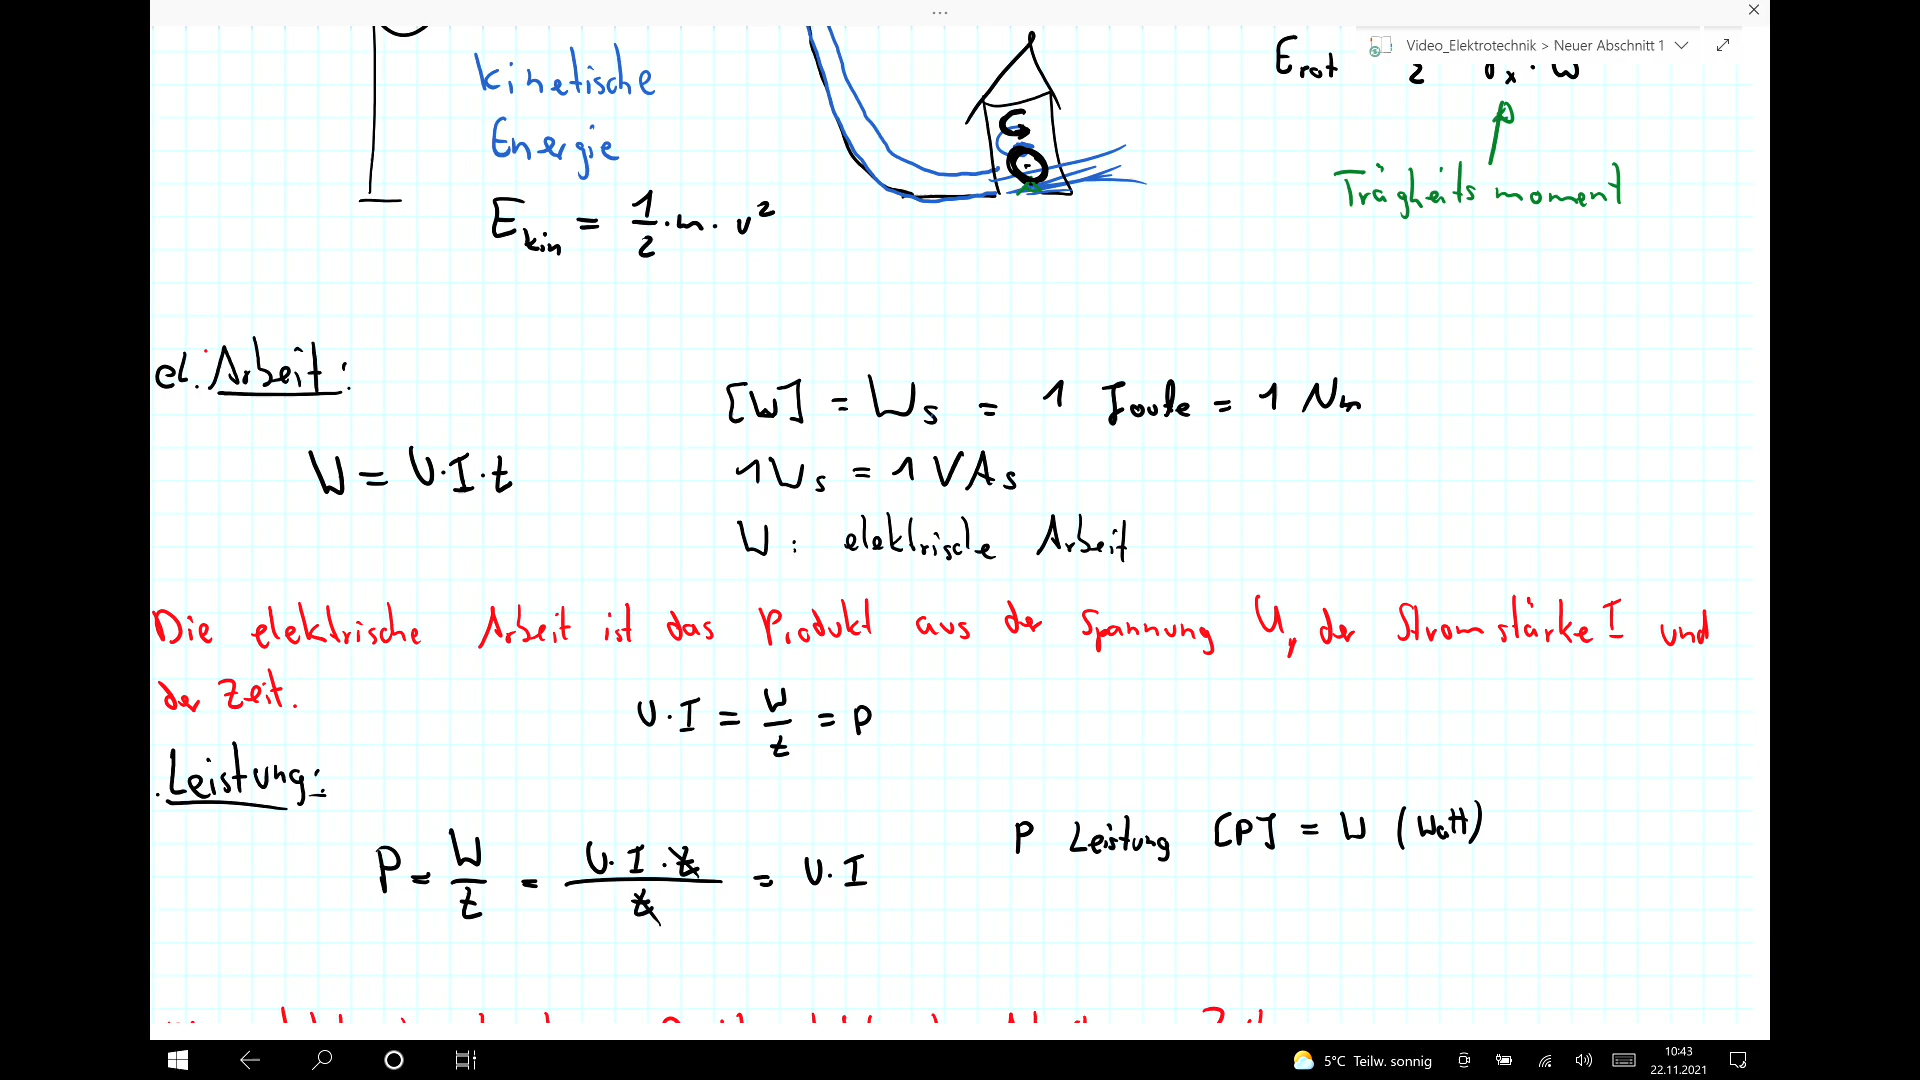 Video_Elektrotechnik > Neuer Abschnitt 1
kinetische
Energie
E_kin = 1/2 · m · v²
E_rot
Trägheitsmoment
el. Arbeit:
[W] = Ws = 1 Joule = 1 Nm
W = U · I · t
1 Ws = 1 VAs
W : elektrische Arbeit
Die elektrische Arbeit ist das Produkt aus der Spannung U, der Stromstärke I und
der Zeit.
U · I = W/t = P
Leistung:
P Leistung [P] = W (Watt)
P = W/t = U · I · t / t = U · I
5°C Teilw. sonnig
10:43
22.11.2021